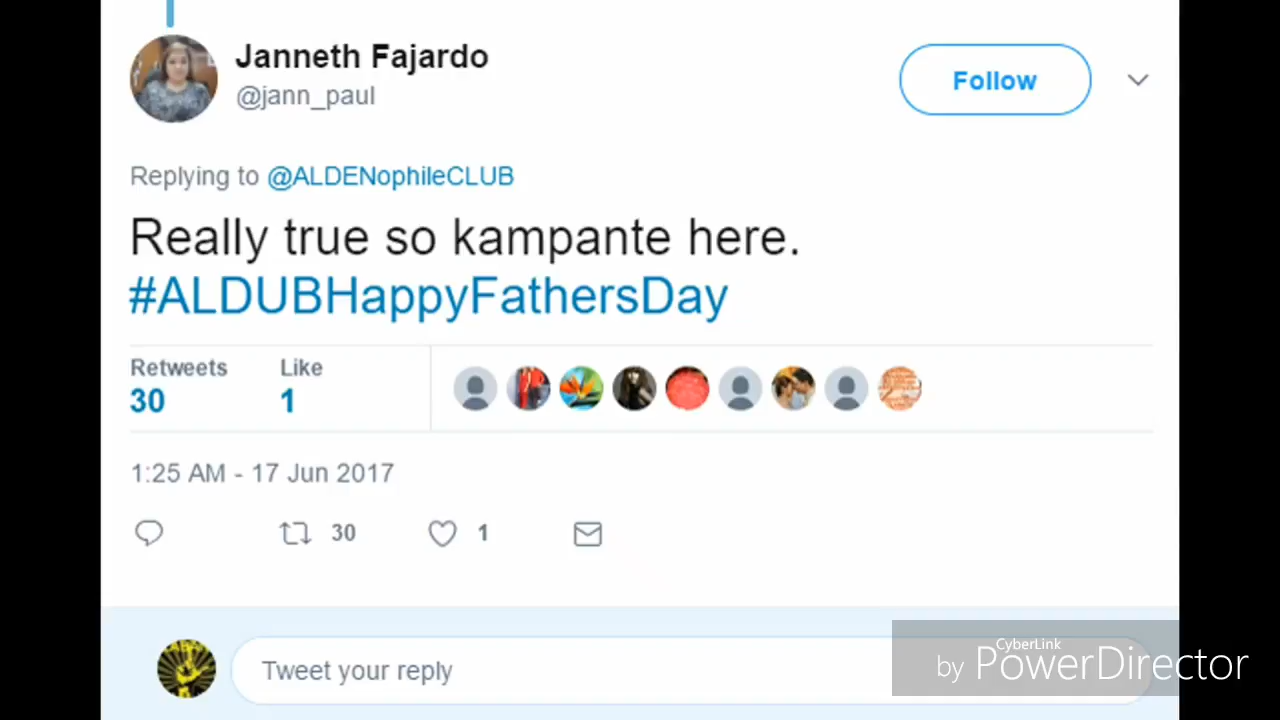 Janneth Fajardo
@jann_paul
Follow
Replying to @ALDENophileCLUB
Really true so kampante here.
#ALDUBHappyFathersDay
Retweets Like
30 1
1:25 AM - 17 Jun 2017
30 1
Tweet your reply
CyberLink
by PowerDirector